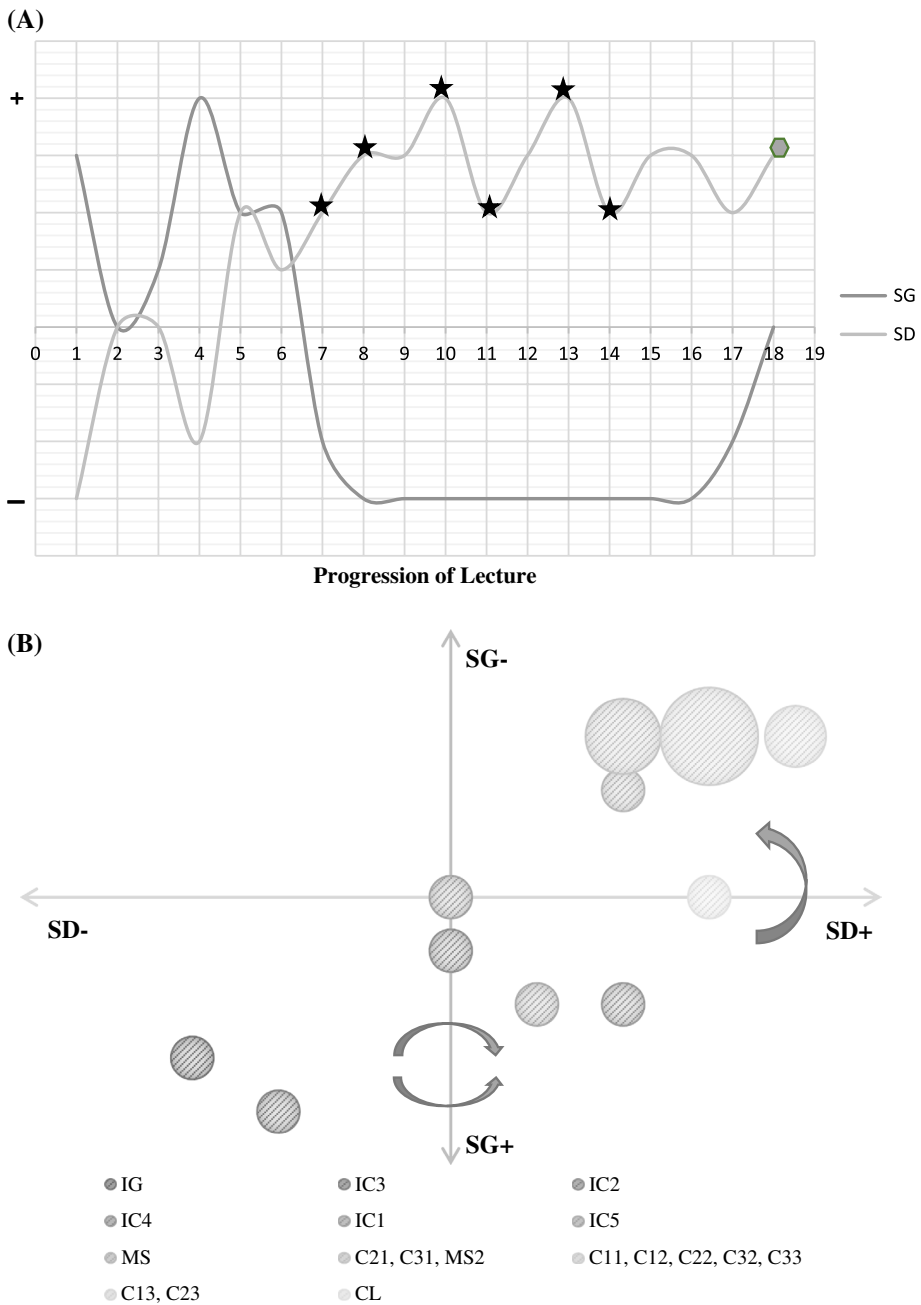 (A)
+
SG
SD
0 1 2 3 4 5 6 7 8 9 10 11 12 13 14 15 16 17 18 19
–
Progression of Lecture
(B)
SG-
SD-
SD+
SG+
IG IC3 IC2
IC4 IC1 IC5
MS C21, C31, MS2 C11, C12, C22, C32, C33
C13, C23 CL